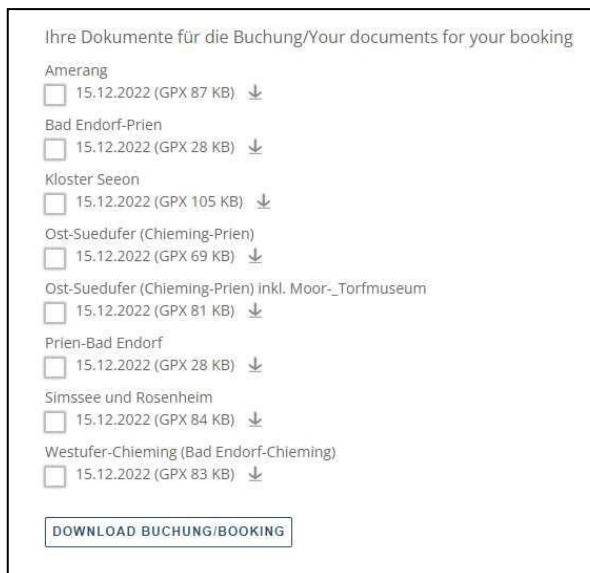 Ihre Dokumente für die Buchung/Your documents for your booking
Amerang
15.12.2022 (GPX 87 KB)
Bad Endorf-Prien
15.12.2022 (GPX 28 KB)
Kloster Seeon
15.12.2022 (GPX 105 KB)
Ost-Suedufer (Chieming-Prien)
15.12.2022 (GPX 69 KB)
Ost-Suedufer (Chieming-Prien) inkl. Moor-_Torfmuseum
15.12.2022 (GPX 81 KB)
Prien-Bad Endorf
15.12.2022 (GPX 28 KB)
Simssee und Rosenheim
15.12.2022 (GPX 84 KB)
Westufer-Chieming (Bad Endorf-Chieming)
15.12.2022 (GPX 83 KB)
DOWNLOAD BUCHUNG/BOOKING